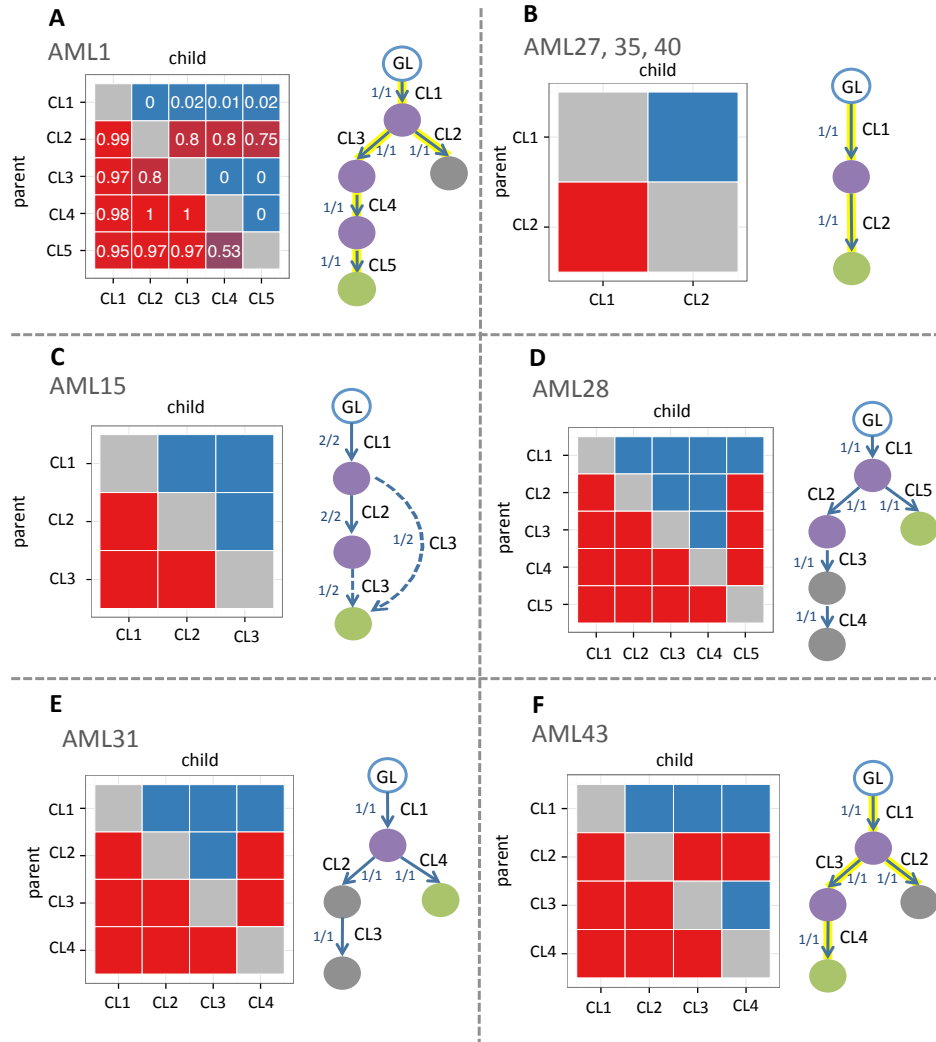 A
AML1
child
parent
CL1 0 0.02 0.01 0.02
CL2 0.99 0.8 0.8 0.75
CL3 0.97 0.8 0 0
CL4 0.98 1 1 0
CL5 0.95 0.97 0.97 0.53
CL1 CL2 CL3 CL4 CL5
GL
1/1 CL1
CL3 1/1 1/1 CL2
1/1 CL4
1/1 CL5
B
AML27, 35, 40
child
parent
CL1
CL2
CL1 CL2
GL
1/1 CL1
1/1 CL2
C
AML15
child
parent
CL1
CL2
CL3
CL1 CL2 CL3
GL
2/2 CL1
2/2 CL2
1/2 CL3
1/2 CL3
D
AML28
child
parent
CL1
CL2
CL3
CL4
CL5
CL1 CL2 CL3 CL4 CL5
GL
1/1 CL1
CL2 1/1 1/1 CL5
1/1 CL3
1/1 CL4
E
AML31
child
parent
CL1
CL2
CL3
CL4
CL1 CL2 CL3 CL4
GL
1/1 CL1
CL2 1/1 1/1 CL4
1/1 CL3
F
AML43
child
parent
CL1
CL2
CL3
CL4
CL1 CL2 CL3 CL4
GL
1/1 CL1
CL3 1/1 1/1 CL2
1/1 CL4